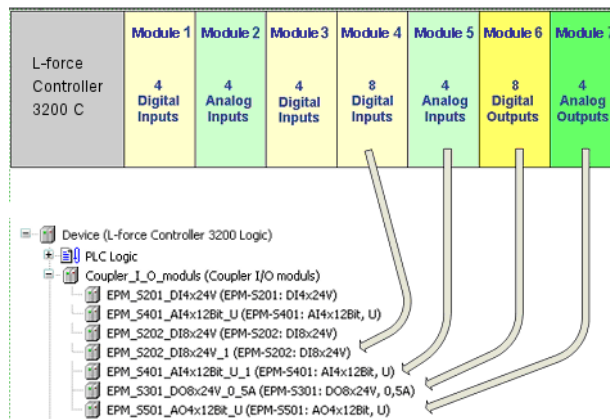 Module 1
Module 2
Module 3
Module 4
Module 5
Module 6
Module 7
L-force
Controller
3200 C
4
Digital
Inputs
4
Analog
Inputs
4
Digital
Inputs
8
Digital
Inputs
4
Analog
Inputs
8
Digital
Outputs
4
Analog
Outputs
Device (L-force Controller 3200 Logic)
PLC Logic
Coupler_I_O_moduls (Coupler I/O moduls)
EPM_S201_DI4x24V (EPM-S201: DI4x24V)
EPM_S401_AI4x12Bit_U (EPM-S401: AI4x12Bit, U)
EPM_S202_DI8x24V (EPM-S202: DI8x24V)
EPM_S202_DI8x24V_1 (EPM-S202: DI8x24V)
EPM_S401_AI4x12Bit_U_1 (EPM-S401: AI4x12Bit, U)
EPM_S301_DO8x24V_0_5A (EPM-S301: DO8x24V, 0,5A)
EPM_S501_AO4x12Bit_U (EPM-S501: AO4x12Bit, U)